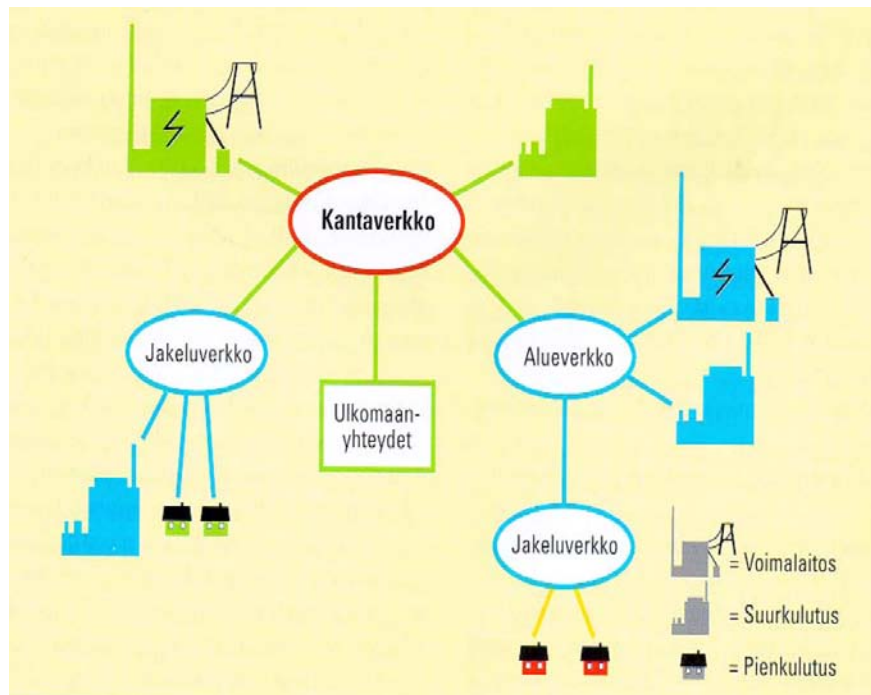 Kantaverkko
Jakeluverkko
Alueverkko
Ulkomaan-
yhteydet
Jakeluverkko
= Voimalaitos
= Suurkulutus
= Pienkulutus